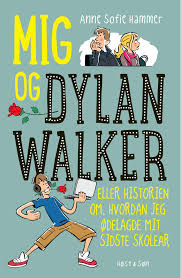 Anne Sofie Hammer
MIG
OG
DYLAN
WALKER
ELLER HISTORIEN
OM, HVORDAN JEG
ØDELAGDE MIT
SIDSTE SKOLEÅR
HØST & SØN